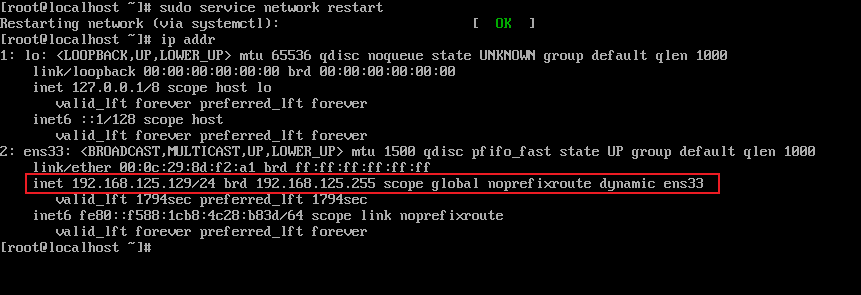 [root@localhost ~]# sudo service network restart
Restarting network (via systemctl):                        [  OK  ]
[root@localhost ~]# ip addr
1: lo: <LOOPBACK,UP,LOWER_UP> mtu 65536 qdisc noqueue state UNKNOWN group default qlen 1000
    link/loopback 00:00:00:00:00:00 brd 00:00:00:00:00:00
    inet 127.0.0.1/8 scope host lo
       valid_lft forever preferred_lft forever
    inet6 ::1/128 scope host
       valid_lft forever preferred_lft forever
2: ens33: <BROADCAST,MULTICAST,UP,LOWER_UP> mtu 1500 qdisc pfifo_fast state UP group default qlen 1000
    link/ether 00:0c:29:8d:f2:a1 brd ff:ff:ff:ff:ff:ff
    inet 192.168.125.129/24 brd 192.168.125.255 scope global noprefixroute dynamic ens33
       valid_lft 1794sec preferred_lft 1794sec
    inet6 fe80::f588:1cb8:4c28:b83d/64 scope link noprefixroute
       valid_lft forever preferred_lft forever
[root@localhost ~]#